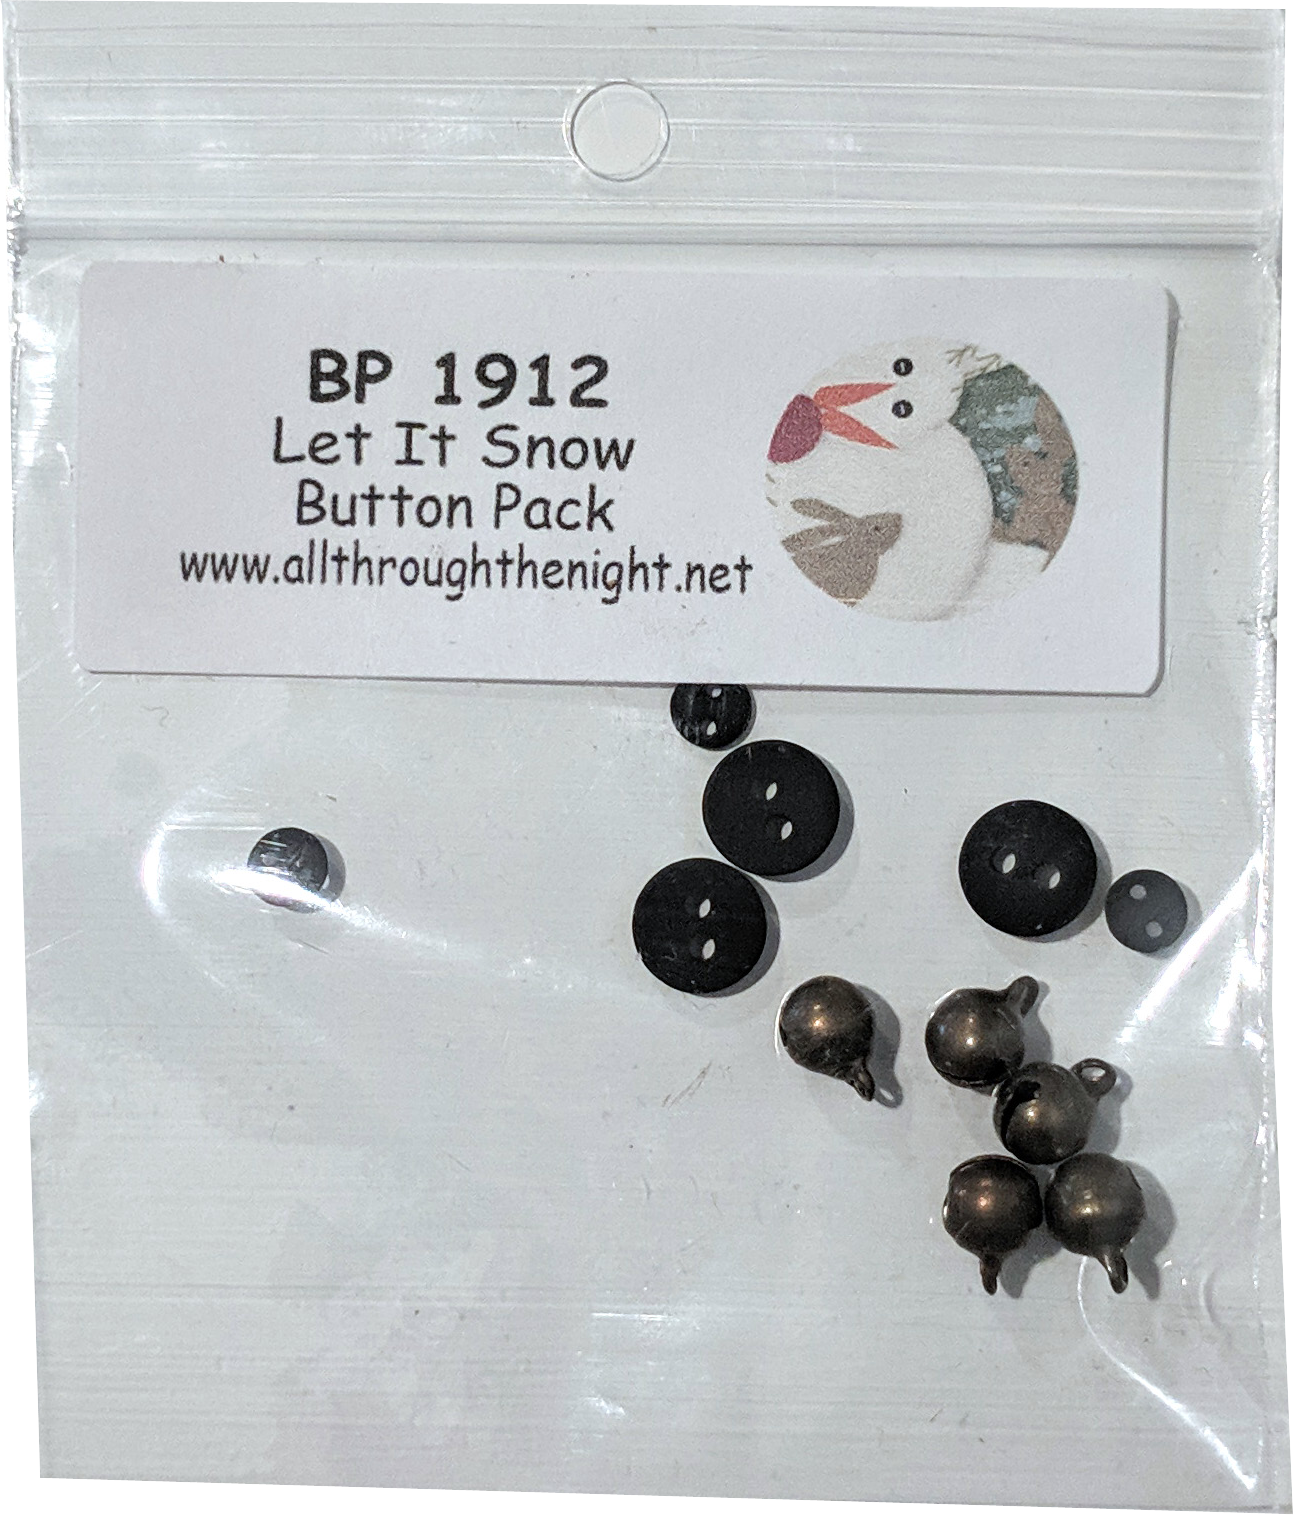 BP 1912
Let It Snow
Button Pack
www.allthroughthenight.net